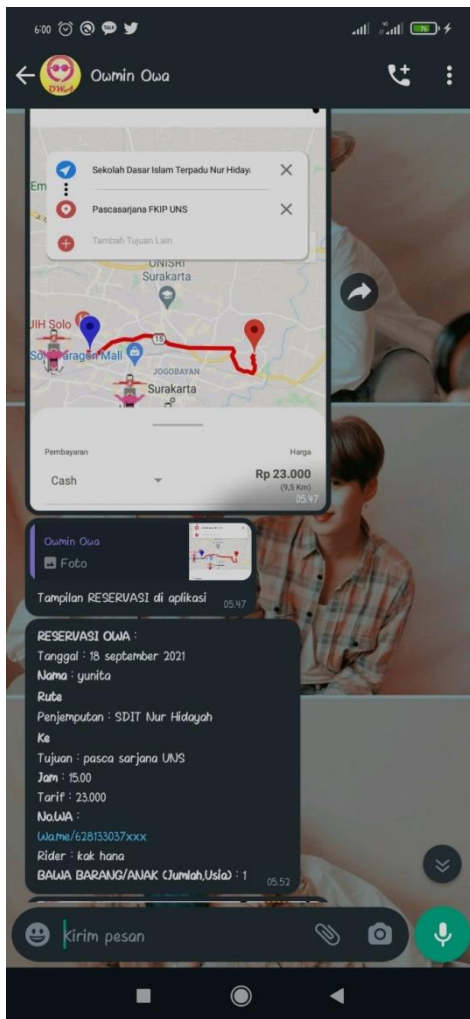 6:00
Owmin Owa
Sekolah Dasar Islam Terpadu Nur Hiday
Pascasarjana FKIP UNS
Tambah Tujuan Lain
UNISRI
Surakarta
JIH Solo
Solo Paragon Mall
15
JOGOBAYAN
Surakarta
Pembayaran
Harga
Cash
Rp 23.000
(9,5 Km)
05.47
Owmin Owa
Foto
Tampilan RESERVASI di aplikasi
05.47
RESERVASI OWA :
Tanggal : 18 september 2021
Nama : yunita
Rute
Penjemputan : SDIT Nur Hidayah
Ke
Tujuan : pasca sarjana UNS
Jam : 15.00
Tarif : 23.000
No.WA :
Wa.me/628133037xxx
Rider : kak hana
BAWA BARANG/ANAK (Jumlah,Usia) : 1
05.52
Kirim pesan